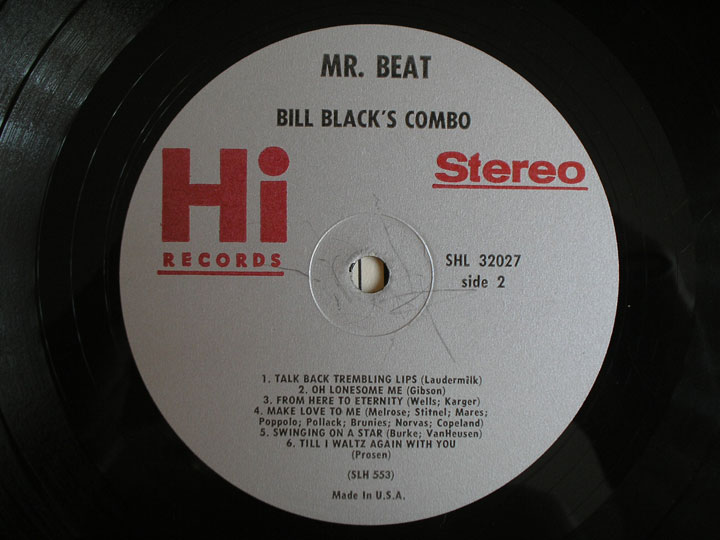 MR. BEAT
BILL BLACK'S COMBO
Hi
RECORDS
Stereo
SHL 32027
side 2
1. TALK BACK TREMBLING LIPS (Laudermilk)
2. OH LONESOME ME (Gibson)
3. FROM HERE TO ETERNITY (Wells; Karger)
4. MAKE LOVE TO ME (Melrose; Stitnel; Mares;
Poppolo; Pollack; Brunies; Norvas; Copeland)
5. SWINGING ON A STAR (Burke; VanHeusen)
6. TILL I WALTZ AGAIN WITH YOU
(Prosen)
(SLH 553)
Made In U.S.A.